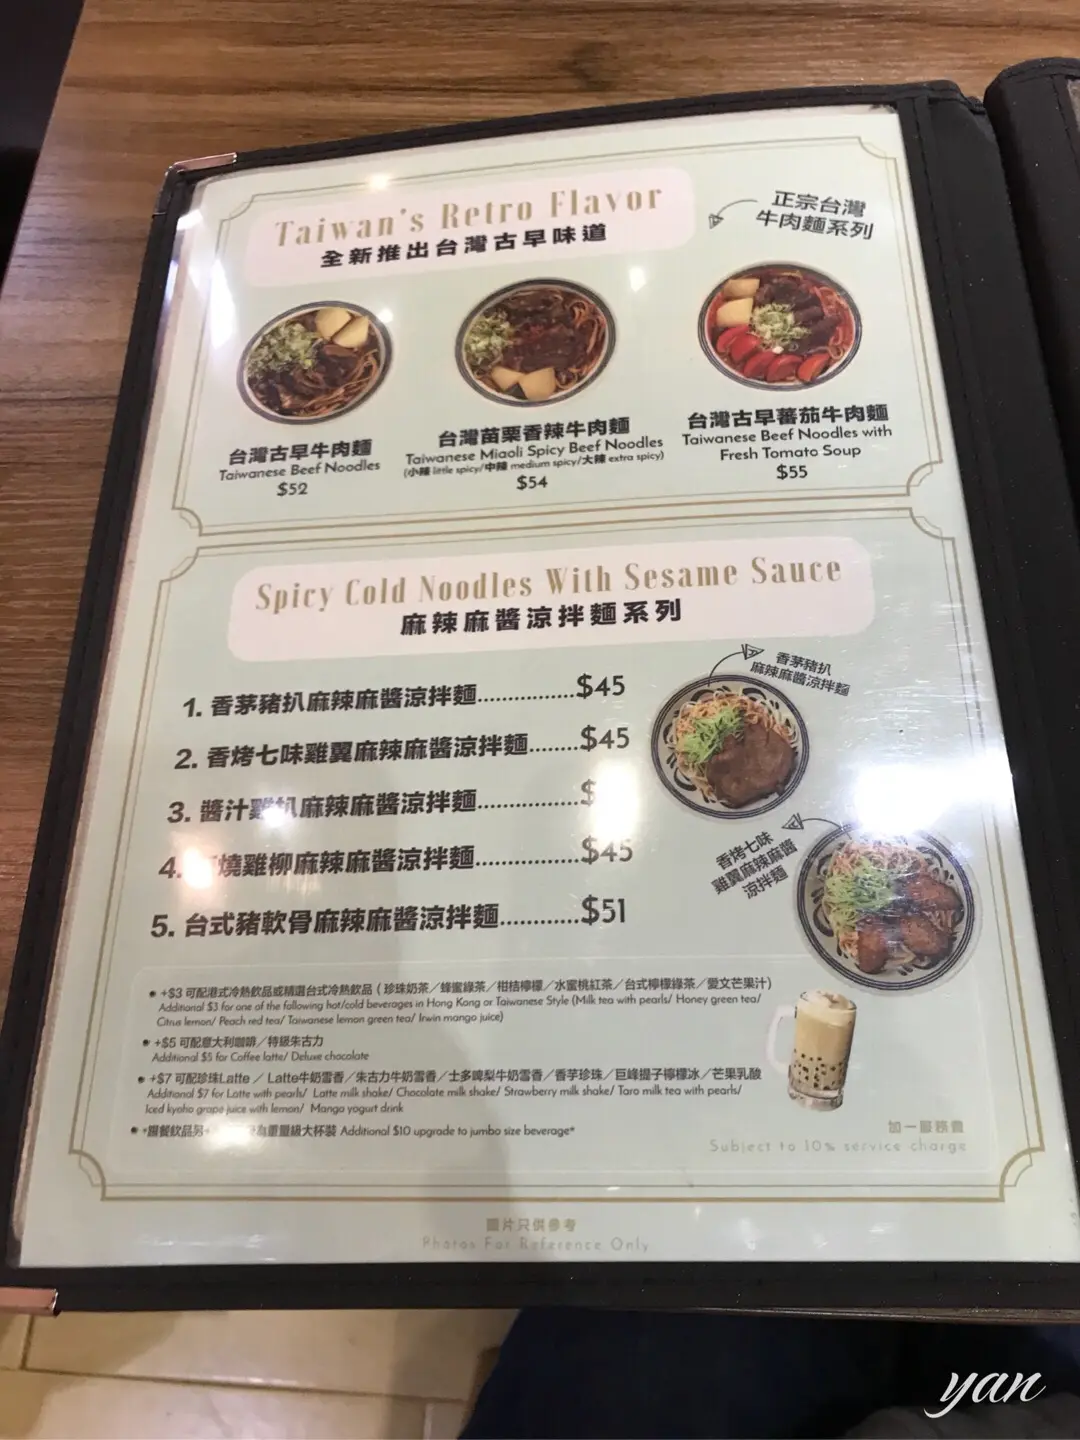 Taiwan's Retro Flavor
全新推出台灣古早味道
正宗台灣
牛肉麵系列
台灣古早牛肉麵
Taiwanese Beef Noodles
$52
台灣苗栗香辣牛肉麵
Taiwanese Miaoli Spicy Beef Noodles
(小辣 little spicy/中辣 medium spicy/大辣 extra spicy)
$54
台灣古早蕃茄牛肉麵
Taiwanese Beef Noodles with
Fresh Tomato Soup
$55
Spicy Cold Noodles With Sesame Sauce
麻辣麻醬涼拌麵系列
香茅豬扒
麻辣麻醬涼拌麵
1. 香茅豬扒麻辣麻醬涼拌麵..............$45
2. 香烤七味雞翼麻辣麻醬涼拌麵.......$45
3. 醬汁雞扒麻辣麻醬涼拌麵...............$
4. 燒雞柳麻辣麻醬涼拌麵...............$45
香烤七味
雞翼麻辣麻醬
涼拌麵
5. 台式豬軟骨麻辣麻醬涼拌麵...........$51
+$3 可配港式冷熱飲品或精選台式冷熱飲品 ( 珍珠奶茶／蜂蜜綠茶／柑桔檸檬／水蜜桃紅茶／台式檸檬綠茶／愛文芒果汁)
Additional $3 for one of the following hot/cold beverages in Hong Kong or Taiwanese Style (Milk tea with pearls/ Honey green tea/
Citrus lemon/ Peach red tea/ Taiwanese lemon green tea/ Irwin mango juice)
+$5 可配意大利咖啡／特級朱古力
Additional $5 for Coffee latte/ Deluxe chocolate
+$7 可配珍珠Latte ／ Latte牛奶雪香／朱古力牛奶雪香／士多啤梨牛奶雪香／香芋珍珠／巨峰提子檸檬冰／芒果乳酸
Additional $7 for Latte with pearls/ Latte milk shake/ Chocolate milk shake/ Strawberry milk shake/ Taro milk tea with pearls/
Iced kyoho grape juice with lemon/ Mango yogurt drink
跟餐飲品另+ 為重量級大杯裝 Additional $10 upgrade to jumbo size beverage*
加一服務費
Subject to 10% service charge
圖片只供參考
Photos For Reference Only
yan